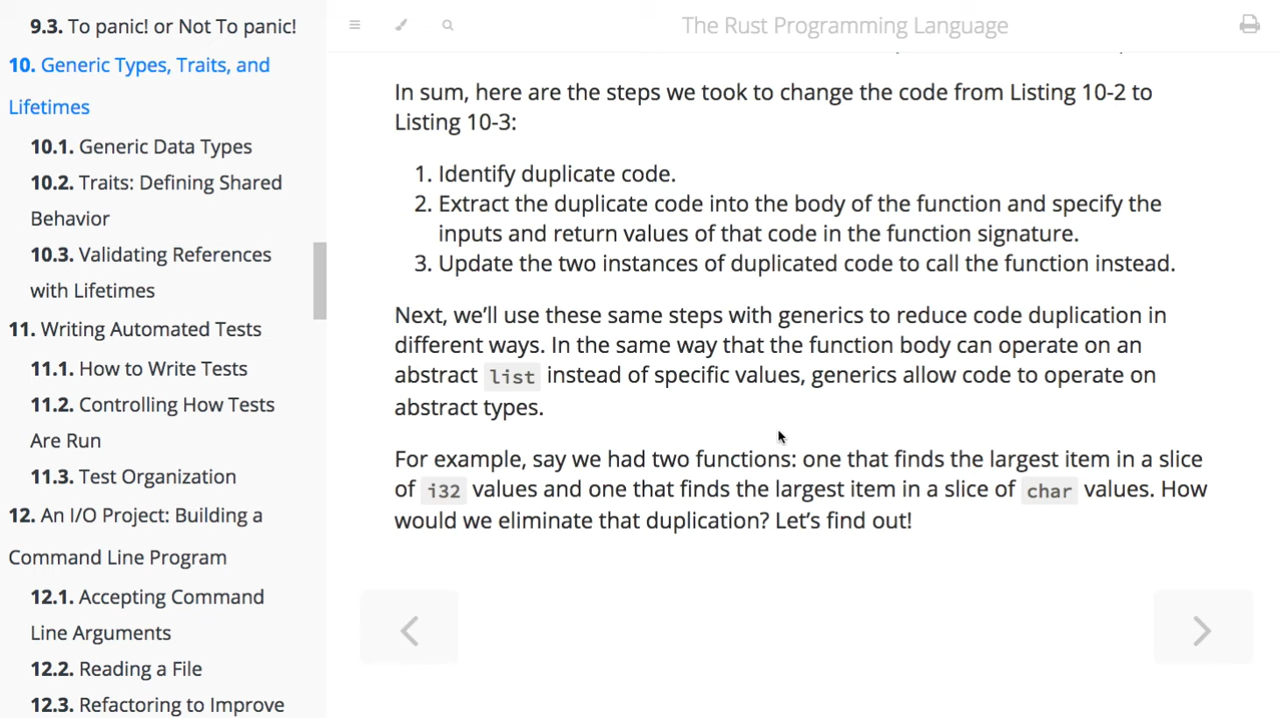 9.3. To panic! or Not To panic!
10. Generic Types, Traits, and
Lifetimes
10.1. Generic Data Types
10.2. Traits: Defining Shared
Behavior
10.3. Validating References
with Lifetimes
11. Writing Automated Tests
11.1. How to Write Tests
11.2. Controlling How Tests
Are Run
11.3. Test Organization
12. An I/O Project: Building a
Command Line Program
12.1. Accepting Command
Line Arguments
12.2. Reading a File
12.3. Refactoring to Improve
The Rust Programming Language
In sum, here are the steps we took to change the code from Listing 10-2 to
Listing 10-3:
1. Identify duplicate code.
2. Extract the duplicate code into the body of the function and specify the
inputs and return values of that code in the function signature.
3. Update the two instances of duplicated code to call the function instead.
Next, we’ll use these same steps with generics to reduce code duplication in
different ways. In the same way that the function body can operate on an
abstract list instead of specific values, generics allow code to operate on
abstract types.
For example, say we had two functions: one that finds the largest item in a slice
of i32 values and one that finds the largest item in a slice of char values. How
would we eliminate that duplication? Let’s find out!